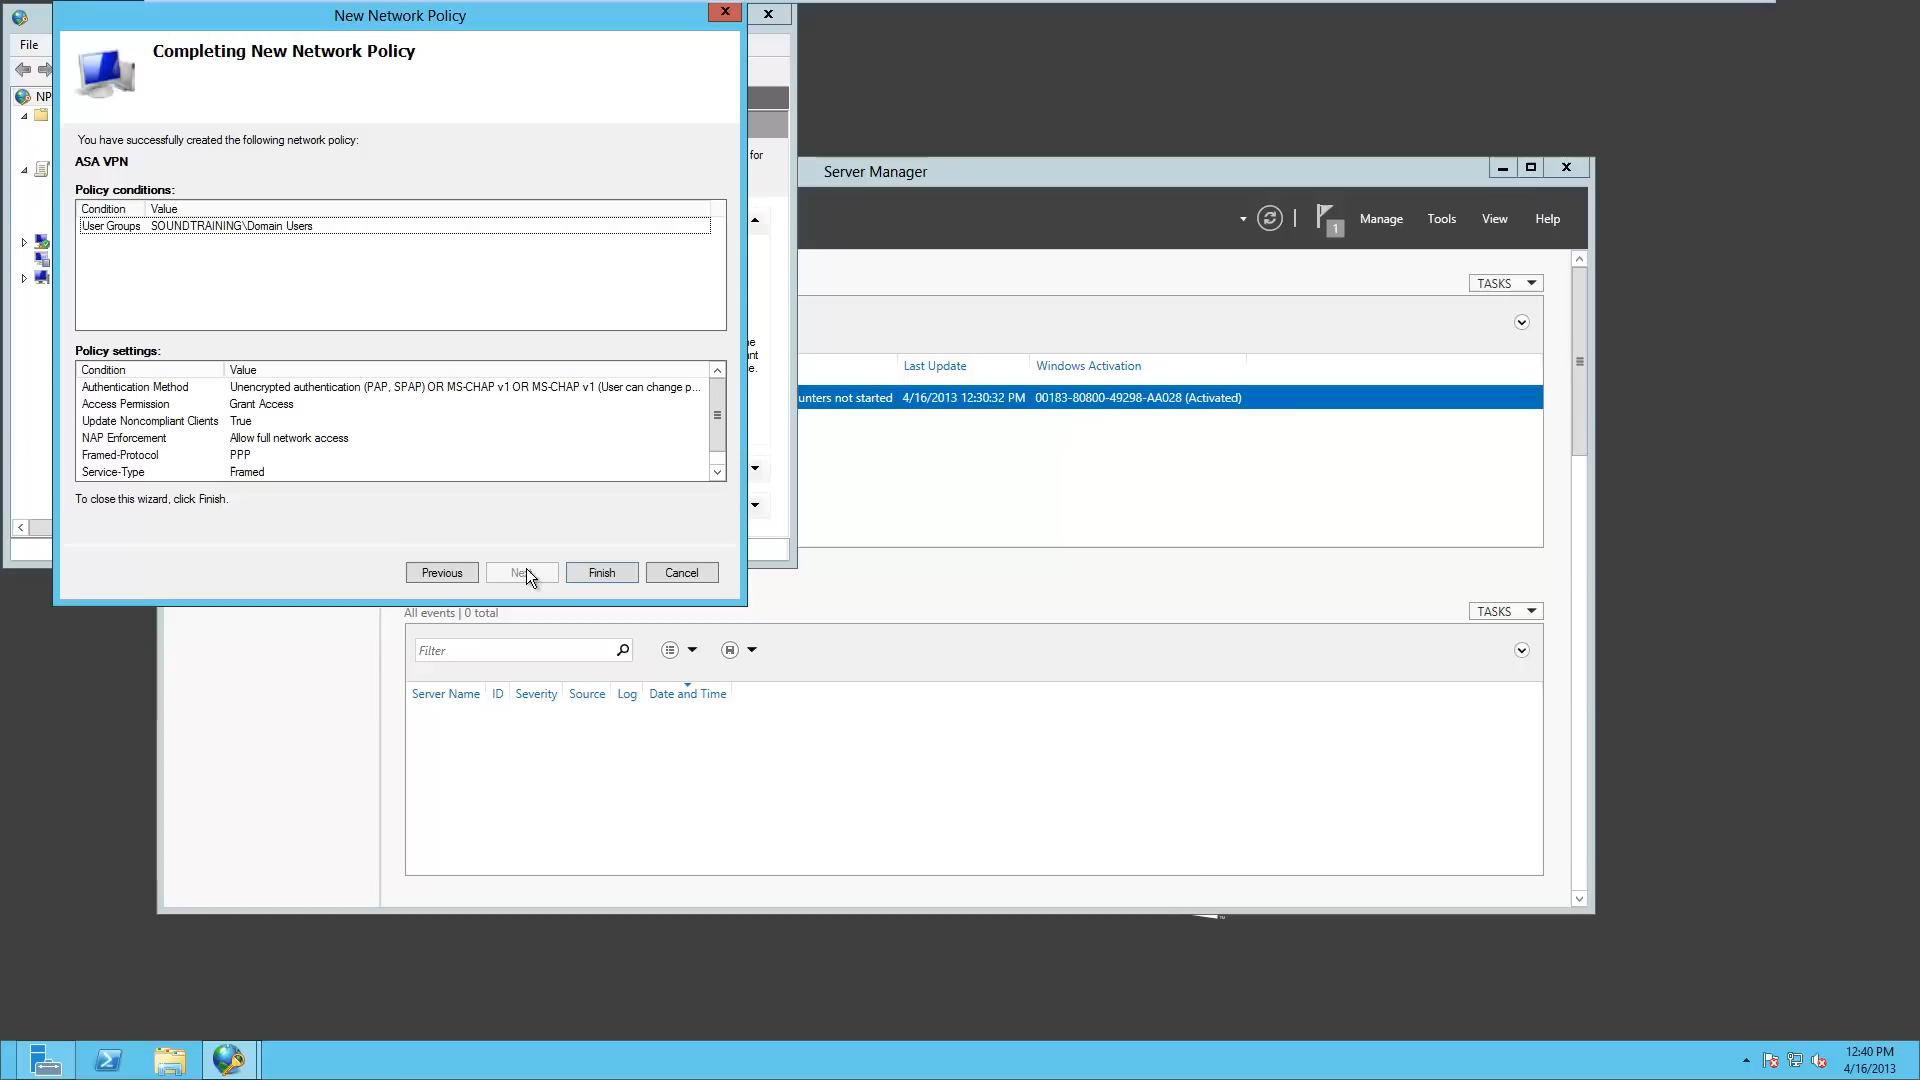 New Network Policy
File
Completing New Network Policy
You have successfully created the following network policy:
ASA VPN
Policy conditions:
Condition Value
User Groups SOUNDTRAINING\Domain Users
Policy settings:
Condition Value
Authentication Method Unencrypted authentication (PAP, SPAP) OR MS-CHAP v1 OR MS-CHAP v1 (User can change p...
Access Permission Grant Access
Update Noncompliant Clients True
NAP Enforcement Allow full network access
Framed-Protocol PPP
Service-Type Framed
To close this wizard, click Finish.
Previous Finish Cancel
NP
for
Server Manager
1
Manage Tools View Help
TASKS
Last Update Windows Activation
unters not started 4/16/2013 12:30:32 PM 00183-80800-49298-AA028 (Activated)
All events | 0 total
TASKS
Filter
Server Name ID Severity Source Log Date and Time
12:40 PM
4/16/2013